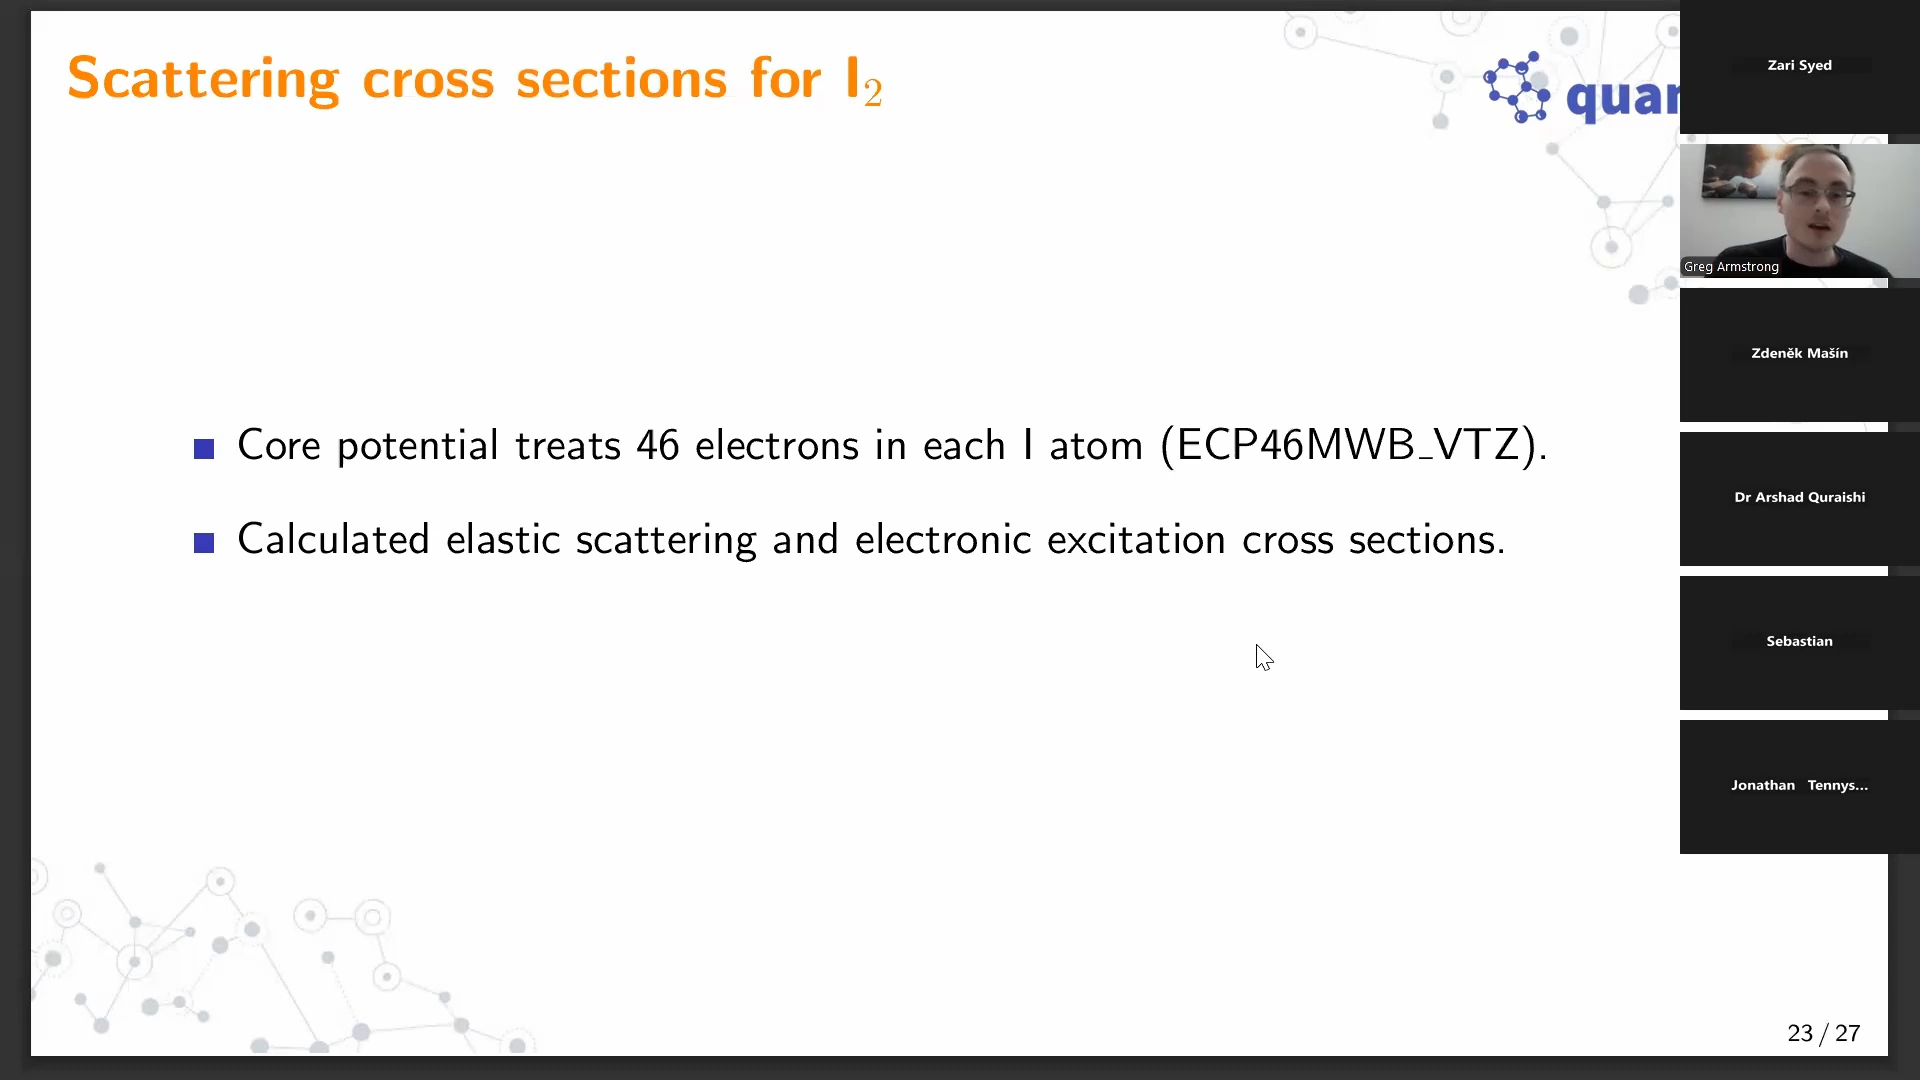 Scattering cross sections for I₂
Core potential treats 46 electrons in each I atom (ECP46MWB_VTZ).
Calculated elastic scattering and electronic excitation cross sections.
23 / 27
Zari Syed
Greg Armstrong
Zdeněk Mašín
Dr Arshad Quraishi
Sebastian
Jonathan Tennys...